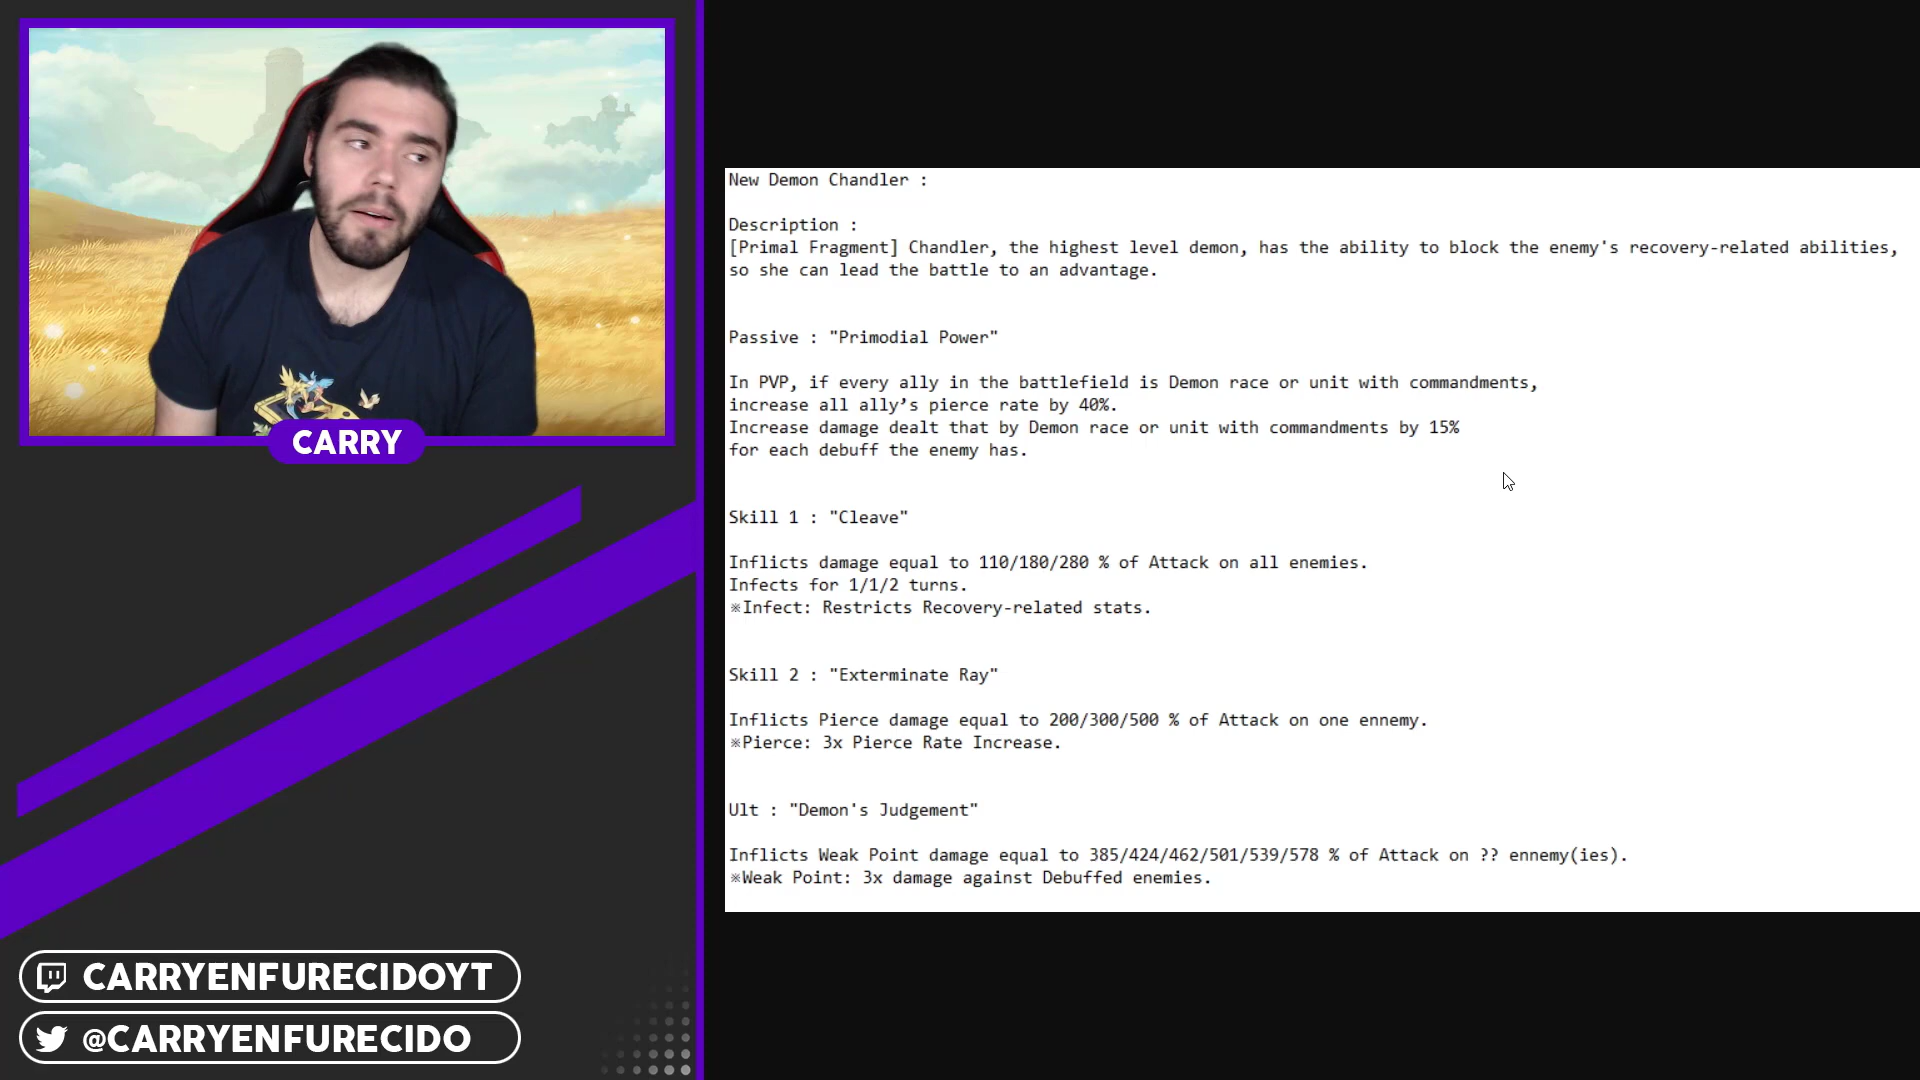 CARRY
CARRYENFURECIDOYT
@CARRYENFURECIDO
New Demon Chandler :
Description :
[Primal Fragment] Chandler, the highest level demon, has the ability to block the enemy's recovery-related abilities,
so she can lead the battle to an advantage.
Passive : "Primodial Power"
In PVP, if every ally in the battlefield is Demon race or unit with commandments,
increase all ally’s pierce rate by 40%.
Increase damage dealt that by Demon race or unit with commandments by 15%
for each debuff the enemy has.
Skill 1 : "Cleave"
Inflicts damage equal to 110/180/280 % of Attack on all enemies.
Infects for 1/1/2 turns.
※Infect: Restricts Recovery-related stats.
Skill 2 : "Exterminate Ray"
Inflicts Pierce damage equal to 200/300/500 % of Attack on one ennemy.
※Pierce: 3x Pierce Rate Increase.
Ult : "Demon's Judgement"
Inflicts Weak Point damage equal to 385/424/462/501/539/578 % of Attack on ?? ennemy(ies).
※Weak Point: 3x damage against Debuffed enemies.